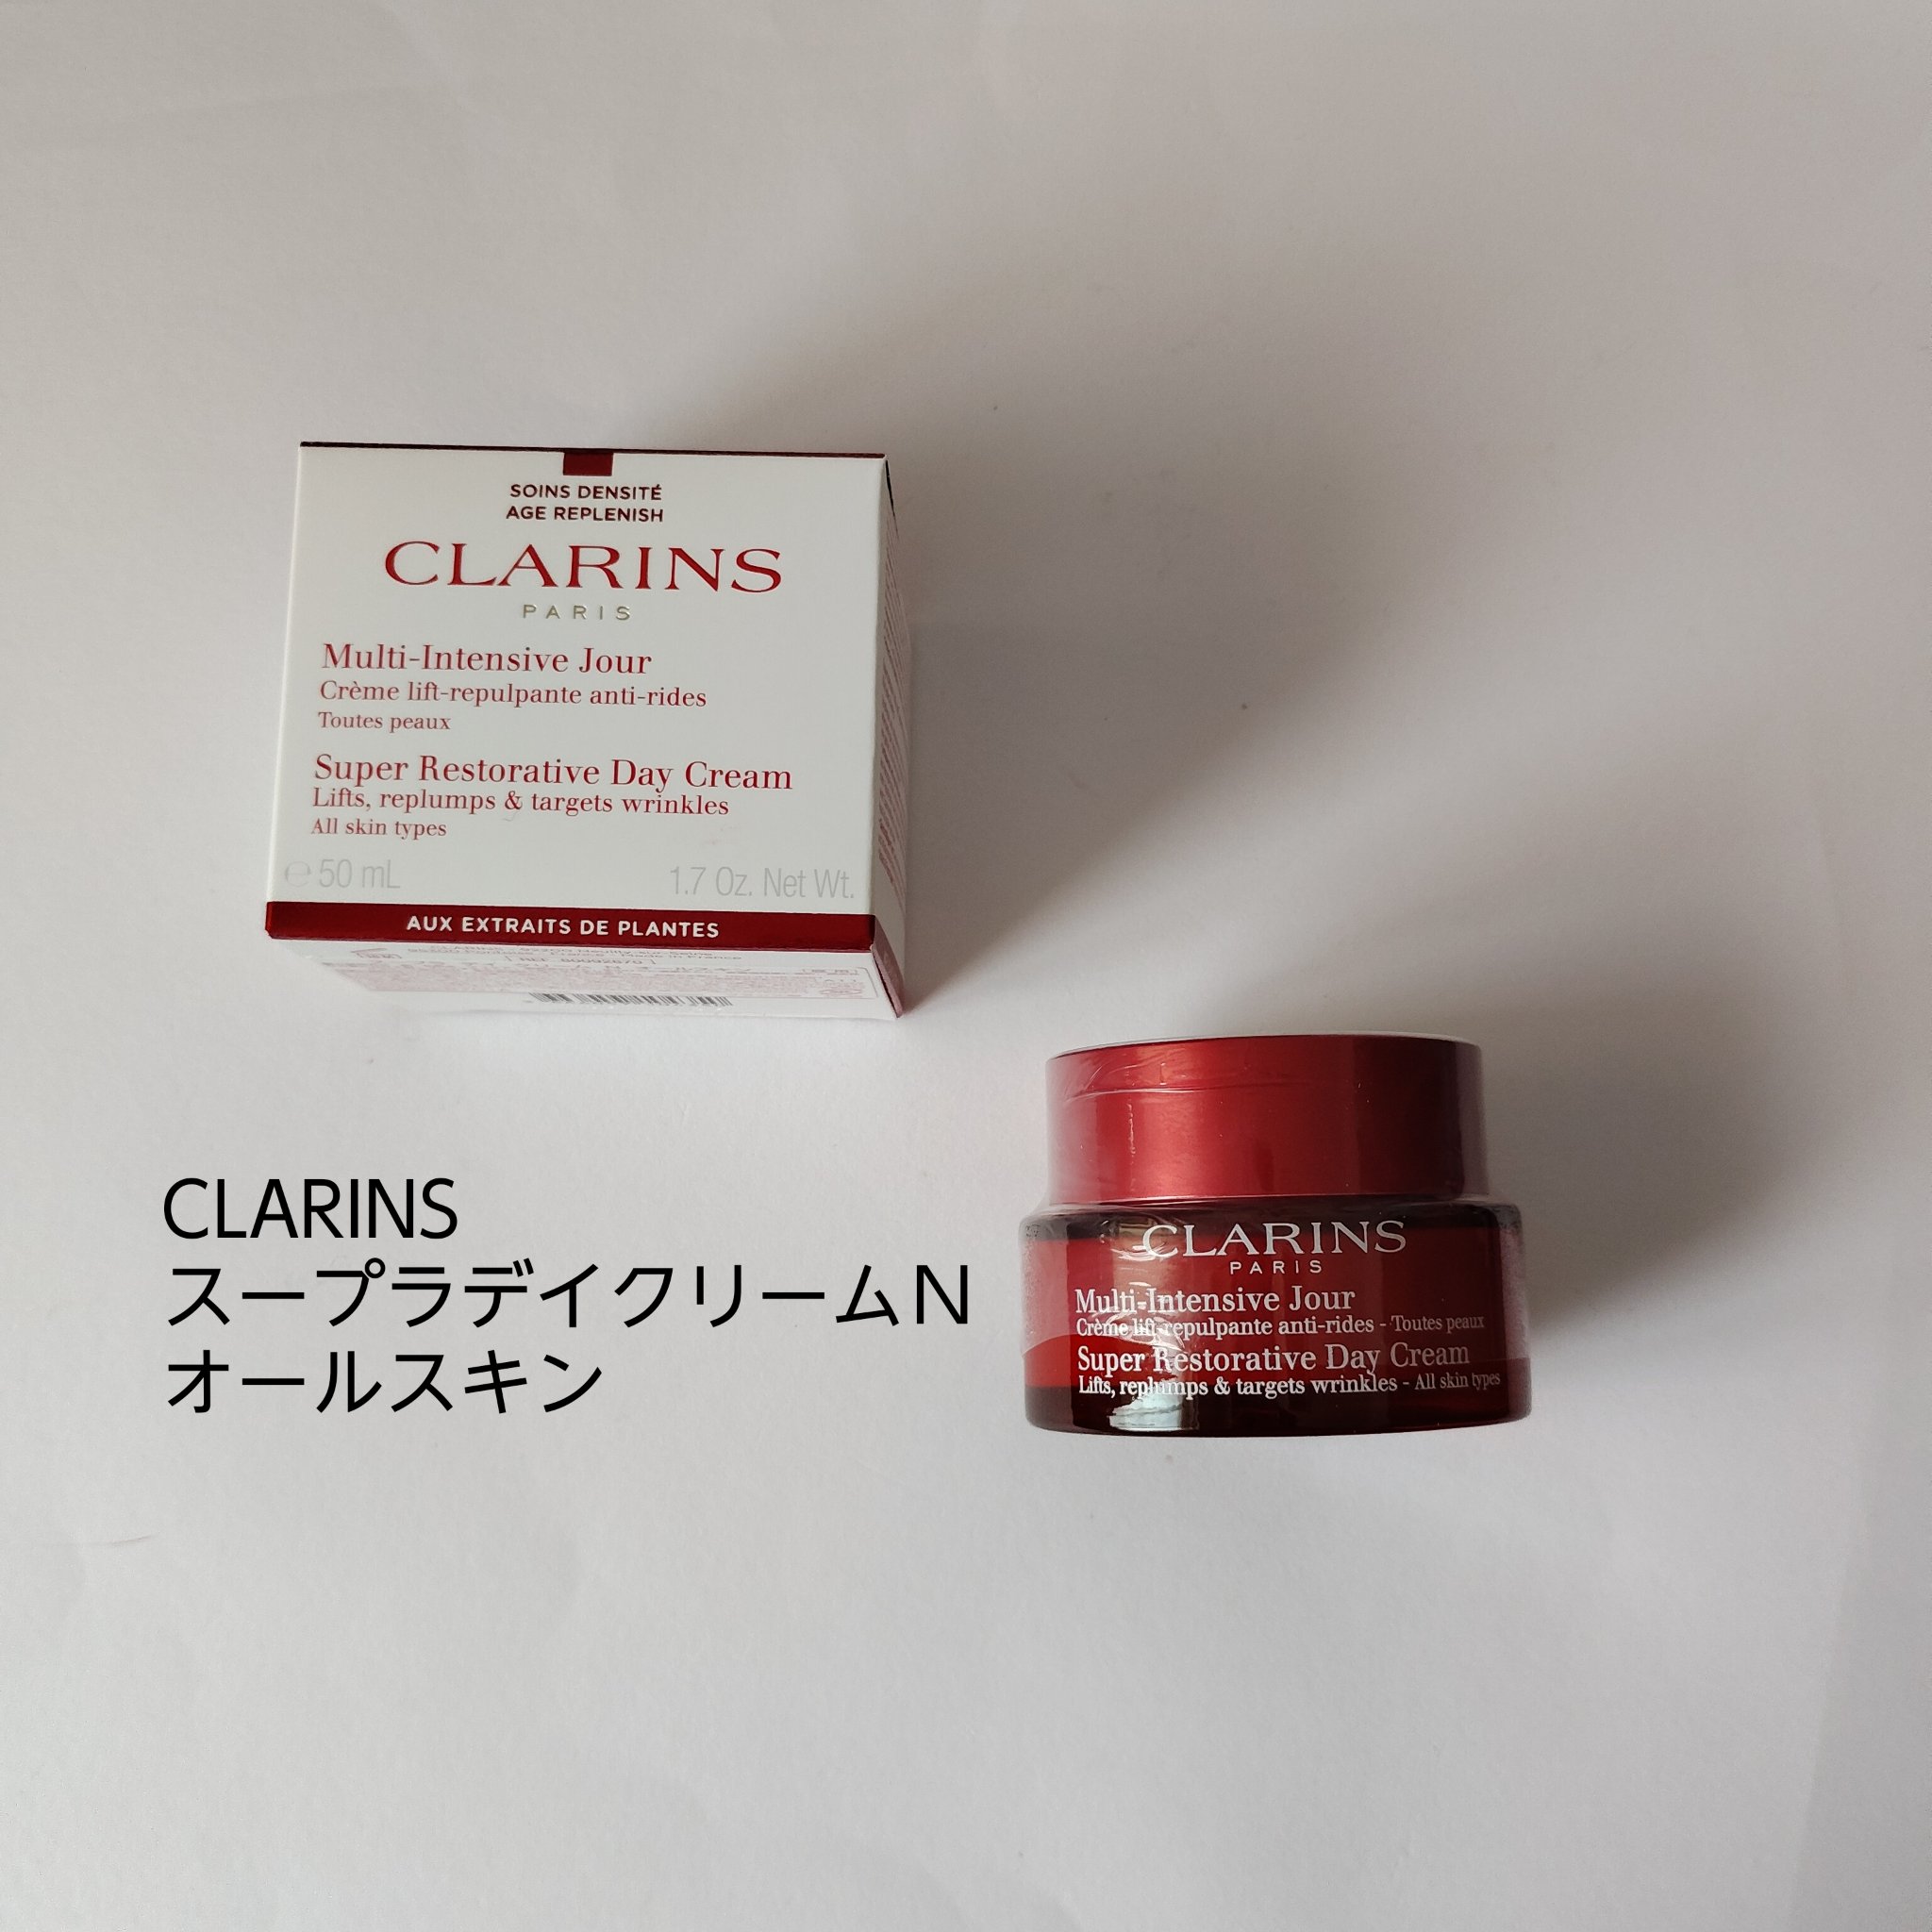 SOINS DENSITÉ
AGE REPLENISH
CLARINS
PARIS
Multi-Intensive Jour
Crème lift-repulpante anti-rides
Toutes peaux
Super Restorative Day Cream
Lifts, replumps & targets wrinkles
All skin types
℮ 50 mL 1.7 Oz. Net Wt.
AUX EXTRAITS DE PLANTES
CLARINS
スープラデイクリームＮ
オールスキン
CLARINS
PARIS
Multi-Intensive Jour
Crème lift-repulpante anti-rides - Toutes peaux
Super Restorative Day Cream
Lifts, replumps & targets wrinkles - All skin types